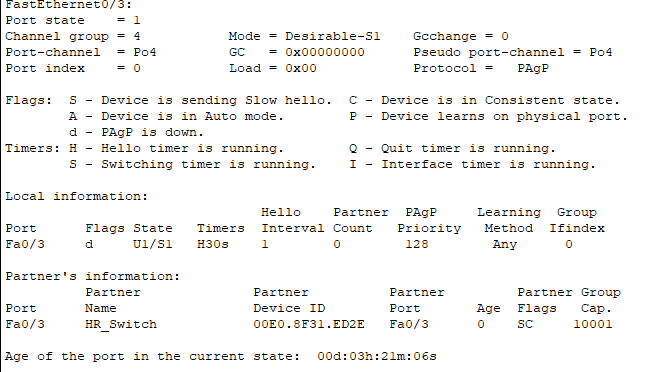 FastEthernet0/3:
Port state    = 1
Channel group = 4           Mode = Desirable-Sl    Gcchange = 0
Port-channel  = Po4         GC   = 0x00000000      Pseudo port-channel = Po4
Port index    = 0           Load = 0x00            Protocol =   PAgP
Flags:  S - Device is sending Slow hello.  C - Device is in Consistent state.
        A - Device is in Auto mode.        P - Device learns on physical port.
        d - PAgP is down.
Timers: H - Hello timer is running.        Q - Quit timer is running.
        S - Switching timer is running.    I - Interface timer is running.
Local information:
                                Hello    Partner  PAgP     Learning  Group
Port      Flags State   Timers  Interval Count    Priority   Method  Ifindex
Fa0/3     d     U1/S1   H30s    1        0        128        Any      0
Partner's information:
          Partner              Partner          Partner         Partner Group
Port      Name                 Device ID        Port       Age  Flags   Cap.
Fa0/3     HR_Switch            00E0.8F31.ED2E   Fa0/3      0    SC     10001
Age of the port in the current state:  00d:03h:21m:06s